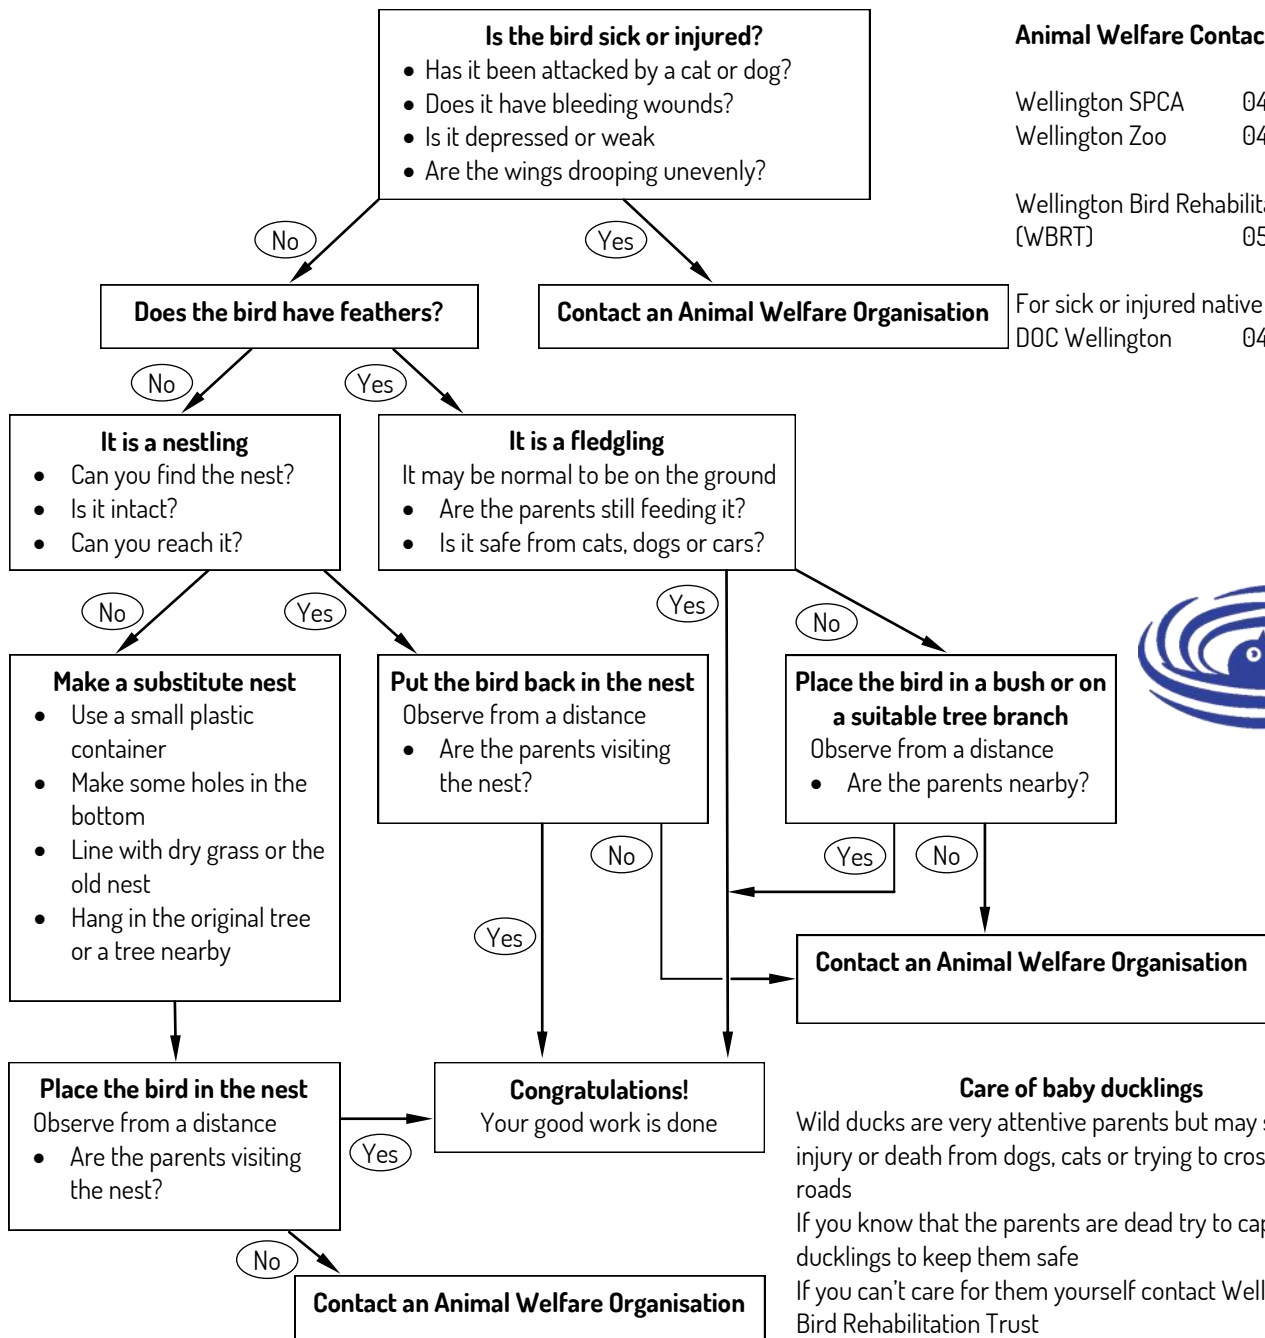 Is the bird sick or injured?
• Has it been attacked by a cat or dog?
• Does it have bleeding wounds?
• Is it depressed or weak
• Are the wings drooping unevenly?
Animal Welfare Contac
Wellington SPCA 04
Wellington Zoo 04
Wellington Bird Rehabilita
(WBRT) 05
For sick or injured native
DOC Wellington 04
No
Yes
Does the bird have feathers?
Contact an Animal Welfare Organisation
No
Yes
It is a nestling
• Can you find the nest?
• Is it intact?
• Can you reach it?
It is a fledgling
It may be normal to be on the ground
• Are the parents still feeding it?
• Is it safe from cats, dogs or cars?
No
Yes
Yes
No
Make a substitute nest
• Use a small plastic
container
• Make some holes in the
bottom
• Line with dry grass or the
old nest
• Hang in the original tree
or a tree nearby
Put the bird back in the nest
Observe from a distance
• Are the parents visiting
the nest?
Place the bird in a bush or on
a suitable tree branch
Observe from a distance
• Are the parents nearby?
No
Yes
No
Yes
Contact an Animal Welfare Organisation
Place the bird in the nest
Observe from a distance
• Are the parents visiting
the nest?
Yes
Congratulations!
Your good work is done
No
Contact an Animal Welfare Organisation
Care of baby ducklings
Wild ducks are very attentive parents but may s
injury or death from dogs, cats or trying to cros
roads
If you know that the parents are dead try to cap
ducklings to keep them safe
If you can't care for them yourself contact Well
Bird Rehabilitation Trust